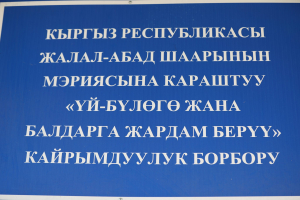 КЫРГЫЗ РЕСПУБЛИКАСЫ
ЖАЛАЛ-АБАД ШААРЫНЫН
МЭРИЯСЫНА КАРАШТУУ
«ҮЙ-БҮЛӨГӨ ЖАНА
БАЛДАРГА ЖАРДАМ БЕРҮҮ»
КАЙРЫМДУУЛУК БОРБОРУ